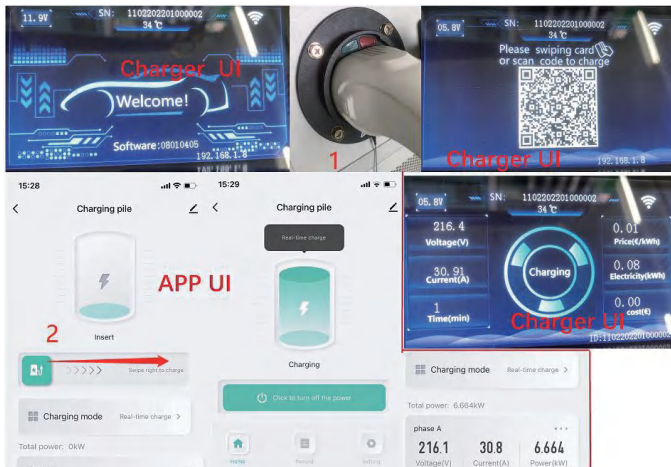 11.9V
SN: 1102202201000002
34℃
Charger UI
Welcome!
Software:08010405
192.168.1.8
1
05.8V
SN: 1102202201000002
34℃
Please swiping card
or scan code to charge
Charger UI
192.168.1.8
15:28
Charging pile
APP UI
Insert
2
Swipe right to charge
Charging mode
Real-time charge >
Total power: 0kW
15:29
Charging pile
Real-time charge
Charging
Click to turn off the power
Home
Record
Setting
05.8V
SN: 1102202201000002
34℃
216.4
Voltage(V)
30.91
Current(A)
1
Time(min)
Charging
0.01
Price(€/kWh)
0.08
Electricity(kWh)
0.00
cost(€)
Charger UI
ID:1102202201000002
Charging mode
Real-time charge >
Total power: 6.664kW
phase A
216.1
30.8
6.664
Voltage(V)
Current(A)
Power(kW)